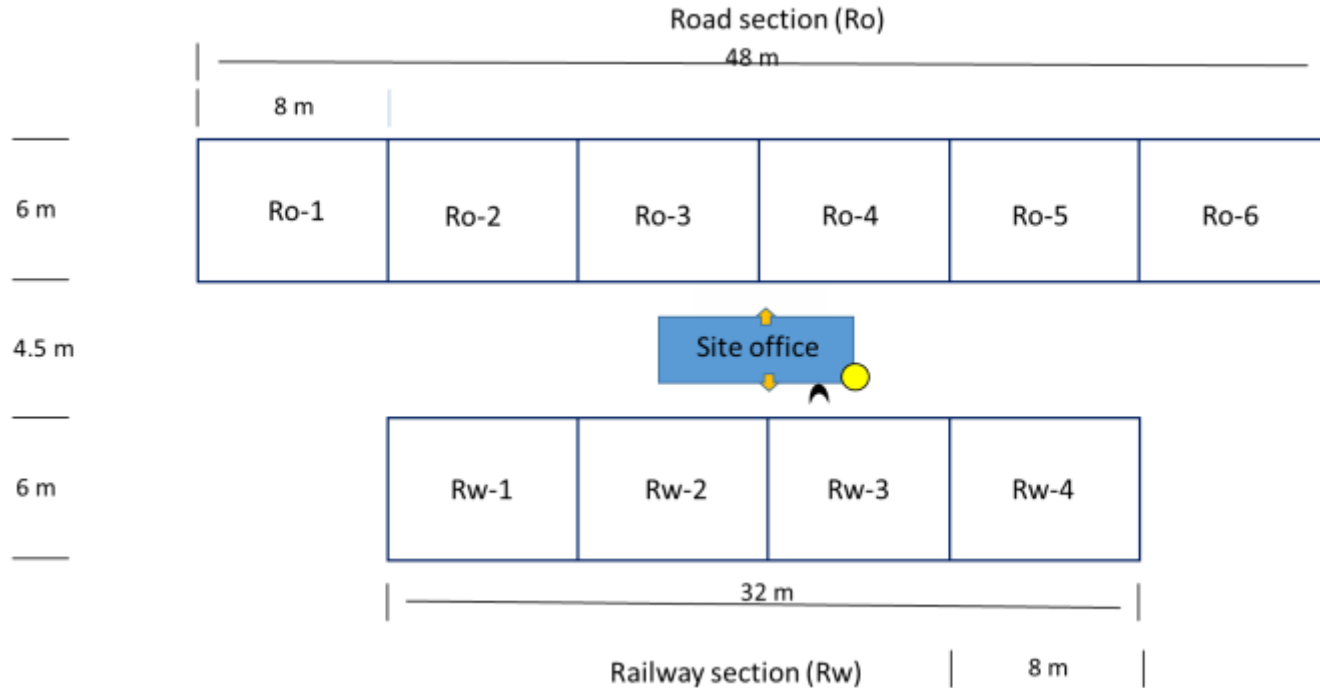 Road section (Ro)
48 m
8 m
6 m
Ro-1 Ro-2 Ro-3 Ro-4 Ro-5 Ro-6
4.5 m
Site office
6 m
Rw-1 Rw-2 Rw-3 Rw-4
32 m
Railway section (Rw)
8 m